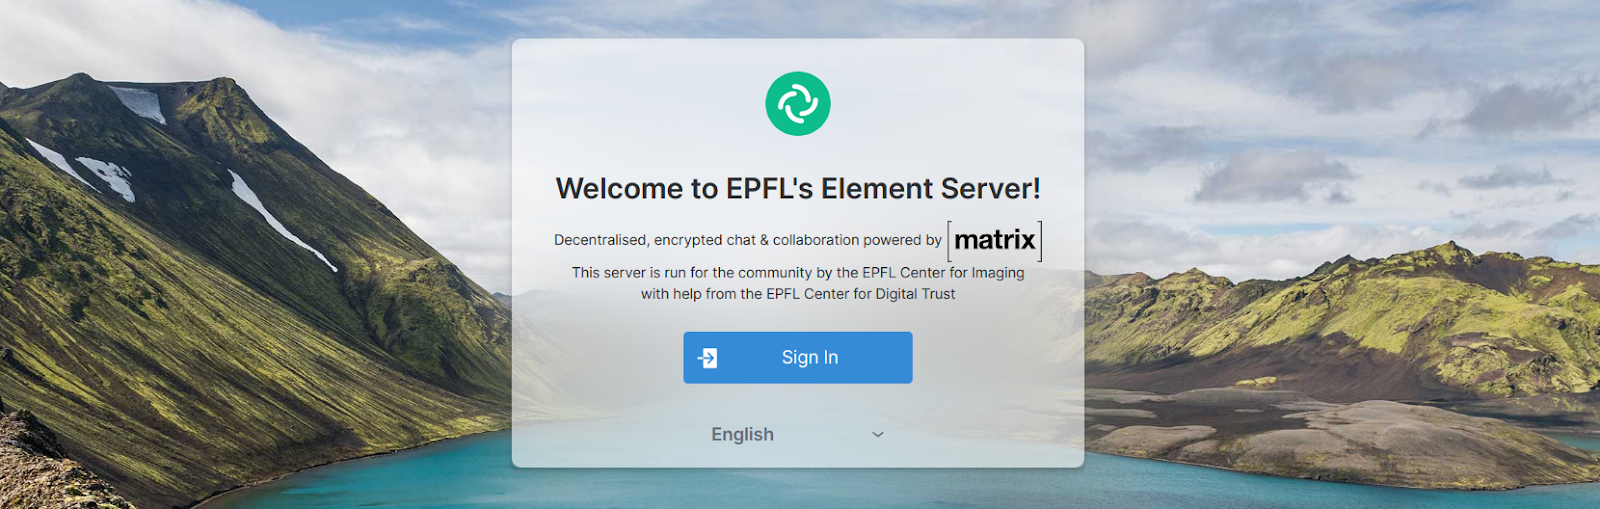 Welcome to EPFL's Element Server!
Decentralised, encrypted chat & collaboration powered by [matrix]
This server is run for the community by the EPFL Center for Imaging
with help from the EPFL Center for Digital Trust
Sign In
English